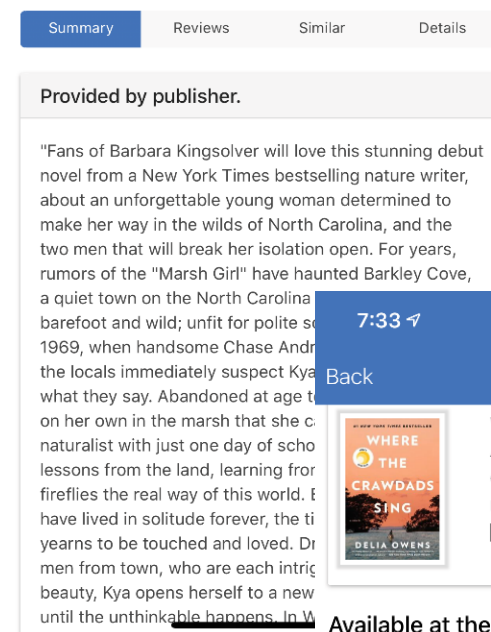 Summary
Reviews
Similar
Details
Provided by publisher.
"Fans of Barbara Kingsolver will love this stunning debut
novel from a New York Times bestselling nature writer,
about an unforgettable young woman determined to
make her way in the wilds of North Carolina, and the
two men that will break her isolation open. For years,
rumors of the "Marsh Girl" have haunted Barkley Cove,
a quiet town on the North Carolina
barefoot and wild; unfit for polite
1969, when handsome Chase
the locals immediately suspect Kya
what they say. Abandoned at age
on her own in the marsh that she
naturalist with just one day of
lessons from the land, learning
fireflies the real way of this world.
have lived in solitude forever, the
yearns to be touched and loved.
men from town, who are each
beauty, Kya opens herself to a new
until the unthinkable happens. In
7:33
Back
#1 NEW YORK TIMES BESTSELLER
WHERE
THE
CRAWDADS
SING
DELIA OWENS
Available at the